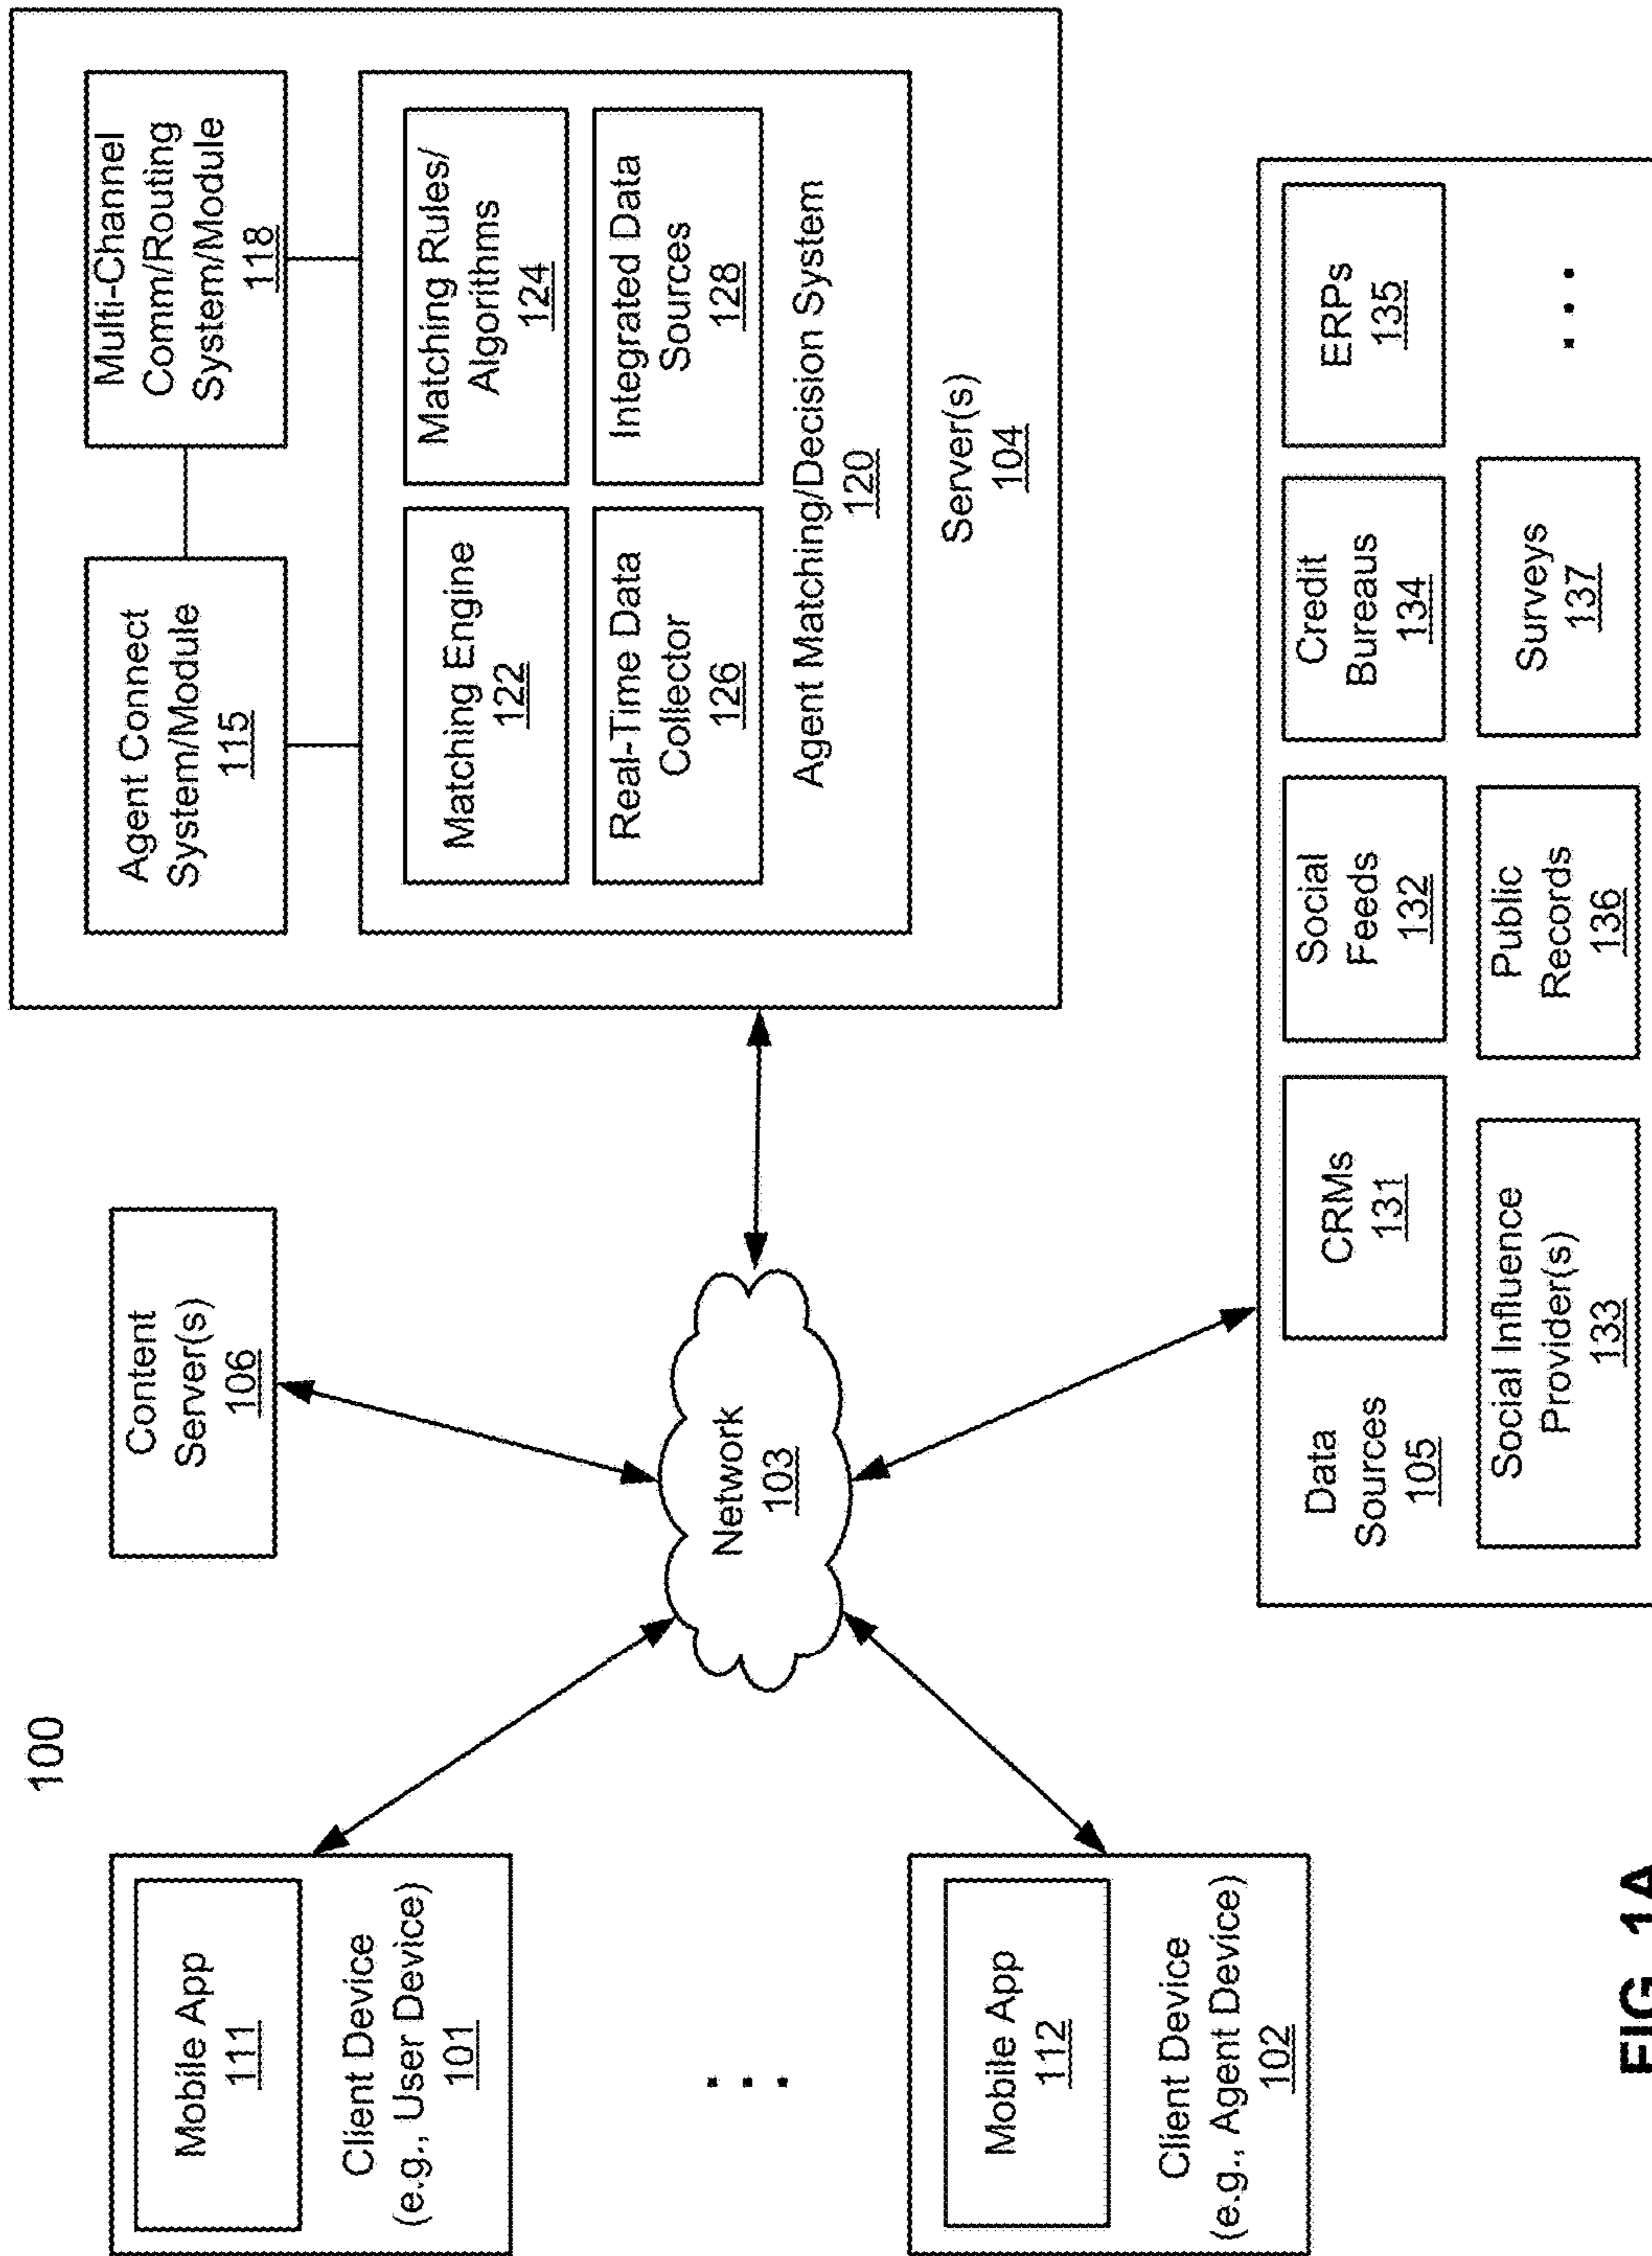 100
Mobile App
111
Client Device
(e.g., User Device)
101
. . .
Mobile App
112
Client Device
(e.g., Agent Device)
102
Content
Server(s)
106
Network
103
Agent Connect
System/Module
115
Multi-Channel
Comm/Routing
System/Module
118
Matching Engine
122
Matching Rules/
Algorithms
124
Real-Time Data
Collector
126
Integrated Data
Sources
128
Agent Matching/Decision System
120
Server(s)
104
Data
Sources
105
CRMs
131
Social
Feeds
132
Credit
Bureaus
134
ERPs
135
Social Influence
Provider(s)
133
Public
Records
136
Surveys
137
. . .
FIG. 1A